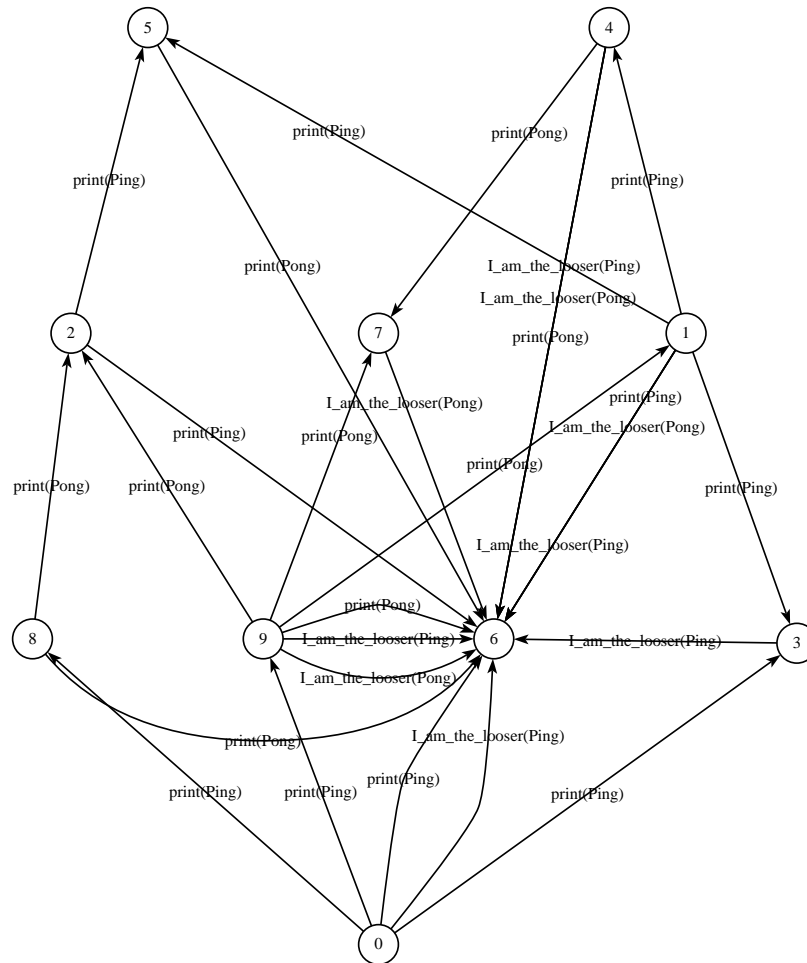 5
4
print(Ping)
print(Pong)
print(Ping)
print(Ping)
print(Pong)
I_am_the_looser(Ping)
I_am_the_looser(Pong)
2
7
1
print(Pong)
I_am_the_looser(Pong)
print(Ping)
I_am_the_looser(Pong)
print(Ping)
print(Pong)
print(Pong)
print(Pong)
print(Pong)
print(Ping)
I_am_the_looser(Ping)
print(Pong)
8
9
I_am_the_looser(Ping)
6
I_am_the_looser(Ping)
3
I_am_the_looser(Pong)
print(Pong)
I_am_the_looser(Ping)
print(Ping)
print(Ping)
print(Ping)
print(Ping)
0